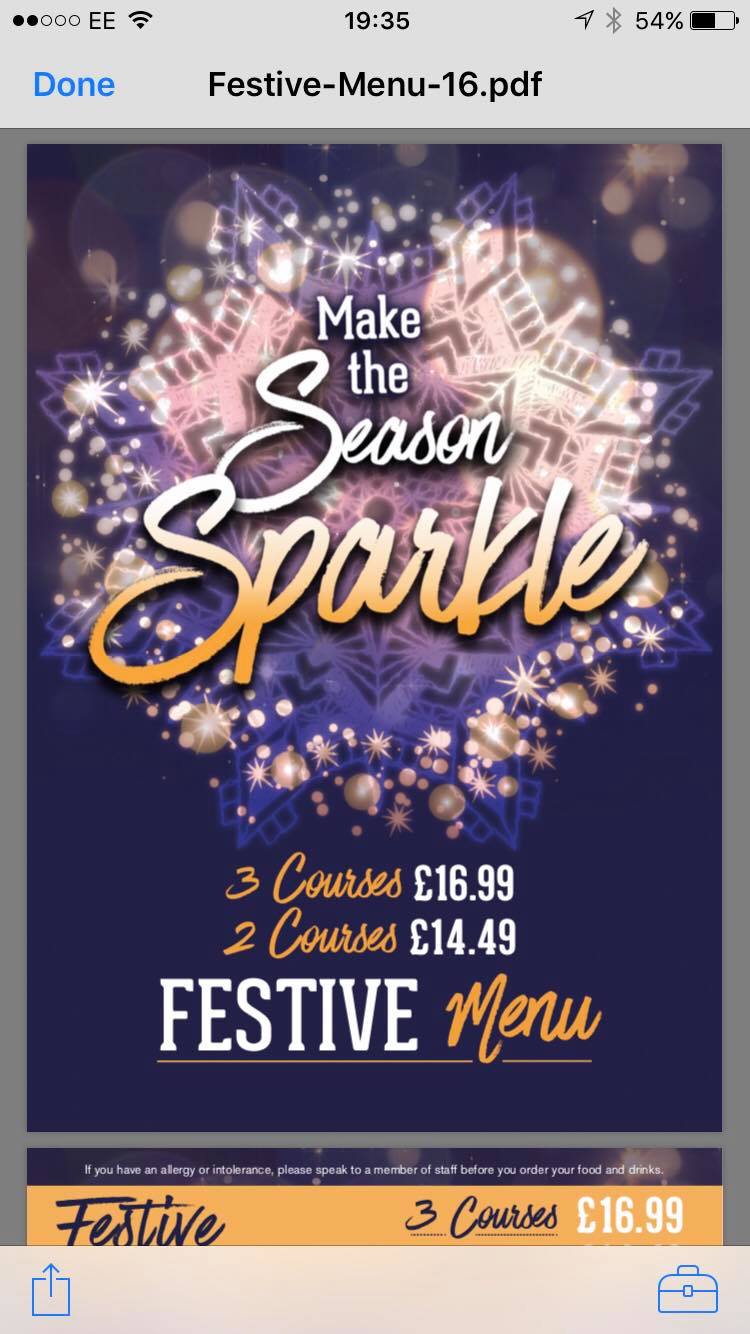 EE 19:35 54%
Done Festive-Menu-16.pdf
Make
the
Season
Sparkle
3 Courses £16.99
2 Courses £14.49
FESTIVE Menu
If you have an allergy or intolerance, please speak to a member of staff before you order your food and drinks.
Festive 3 Courses £16.99